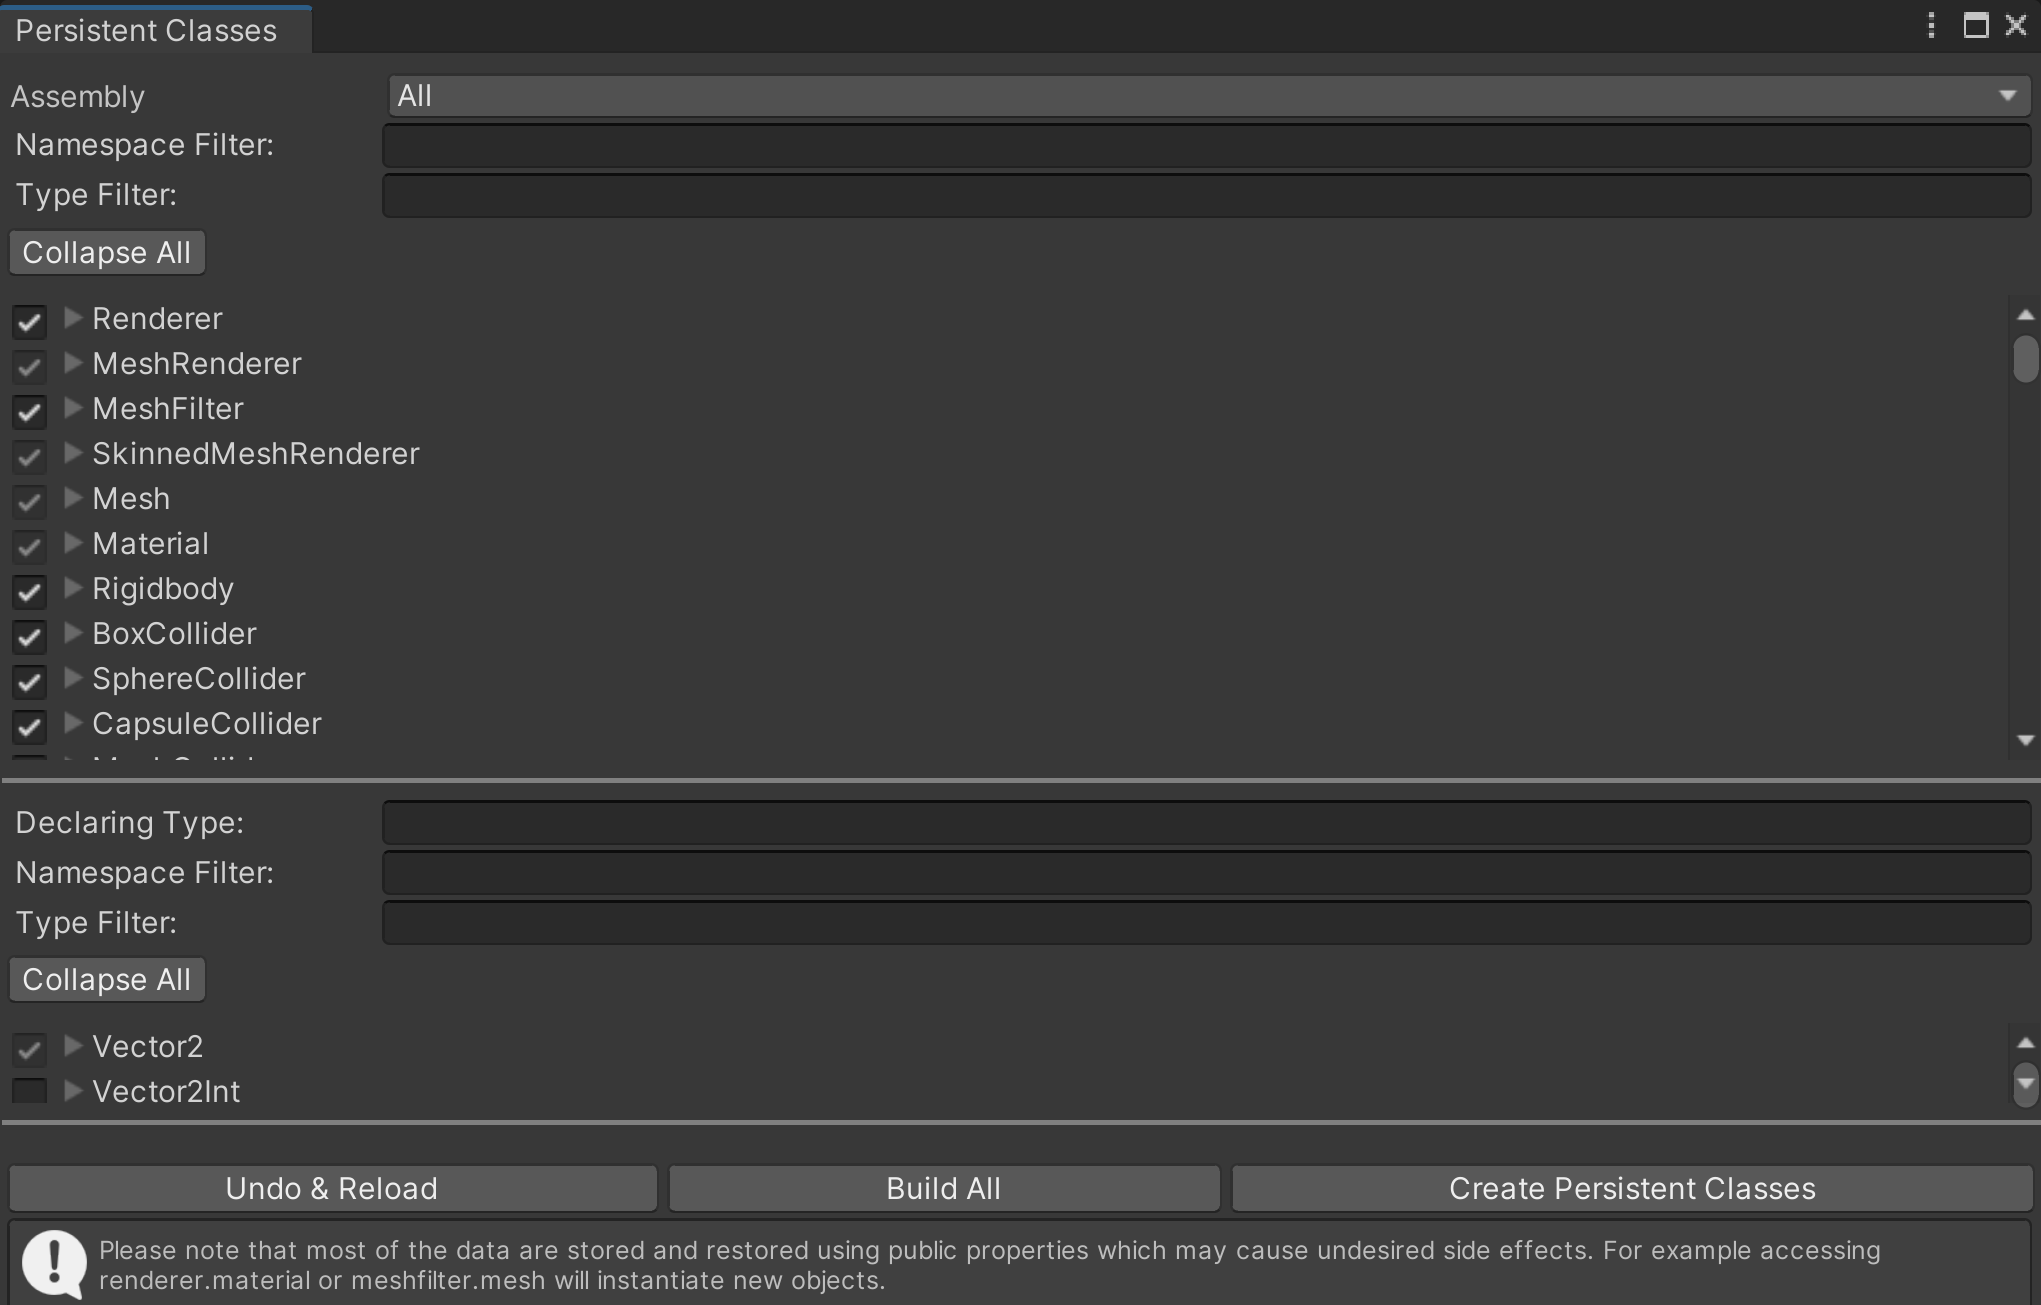 Persistent Classes
Assembly All
Namespace Filter:
Type Filter:
Collapse All
Renderer
MeshRenderer
MeshFilter
SkinnedMeshRenderer
Mesh
Material
Rigidbody
BoxCollider
SphereCollider
CapsuleCollider
Declaring Type:
Namespace Filter:
Type Filter:
Collapse All
Vector2
Vector2Int
Undo & Reload Build All Create Persistent Classes
Please note that most of the data are stored and restored using public properties which may cause undesired side effects. For example accessing
renderer.material or meshfilter.mesh will instantiate new objects.